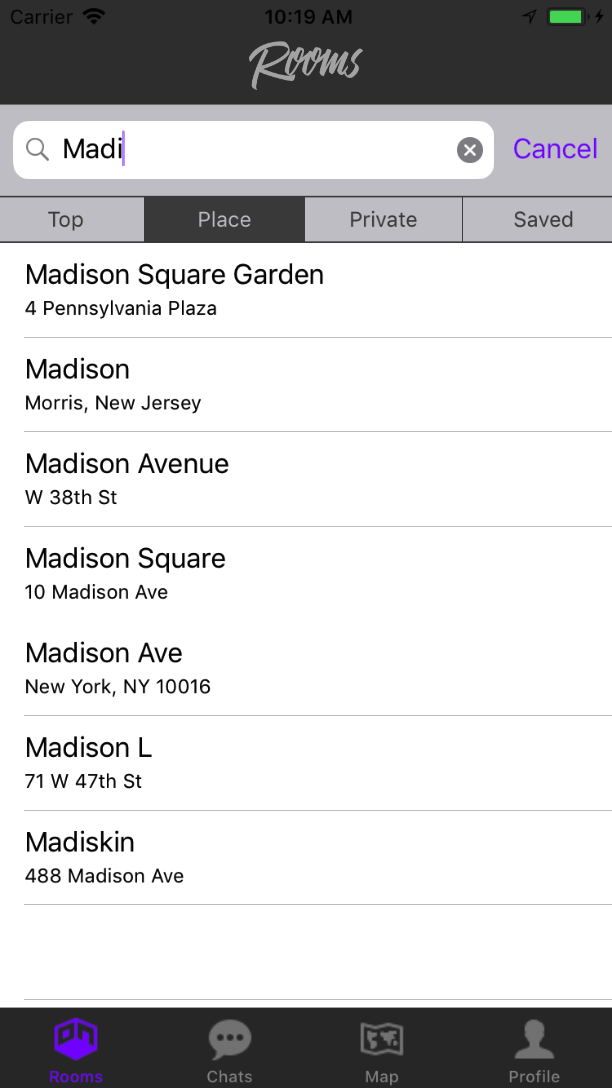 Carrier 10:19 AM
Rooms
Madi Cancel
Top Place Private Saved
Madison Square Garden
4 Pennsylvania Plaza
Madison
Morris, New Jersey
Madison Avenue
W 38th St
Madison Square
10 Madison Ave
Madison Ave
New York, NY 10016
Madison L
71 W 47th St
Madiskin
488 Madison Ave
Rooms Chats Map Profile